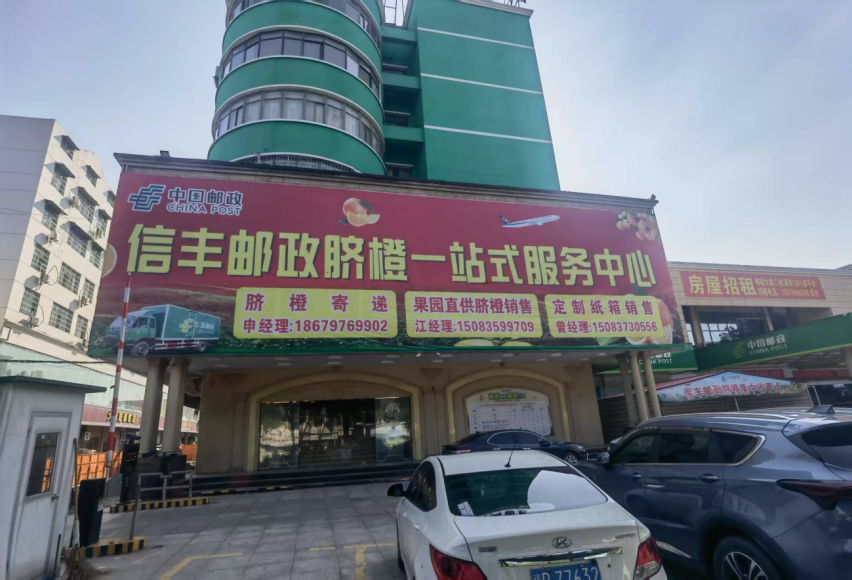 中国邮政
CHINA POST
信丰邮政脐橙一站式服务中心
脐橙寄递
申经理:18679769902
果园直供脐橙销售
江经理:15083599709
定制纸箱销售
曾经理:15083730556
房屋招租
中国邮政
CHINA POST